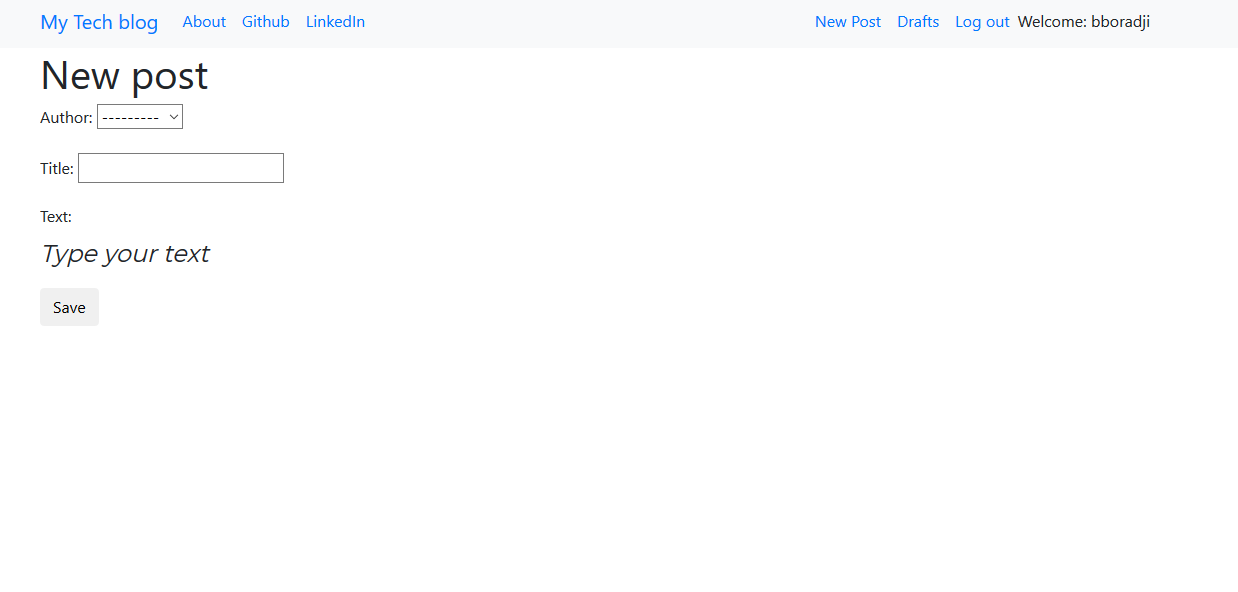 My Tech blog About Github LinkedIn New Post Drafts Log out Welcome: bboradji
New post
Author: ---------
Title:
Text:
Type your text
Save